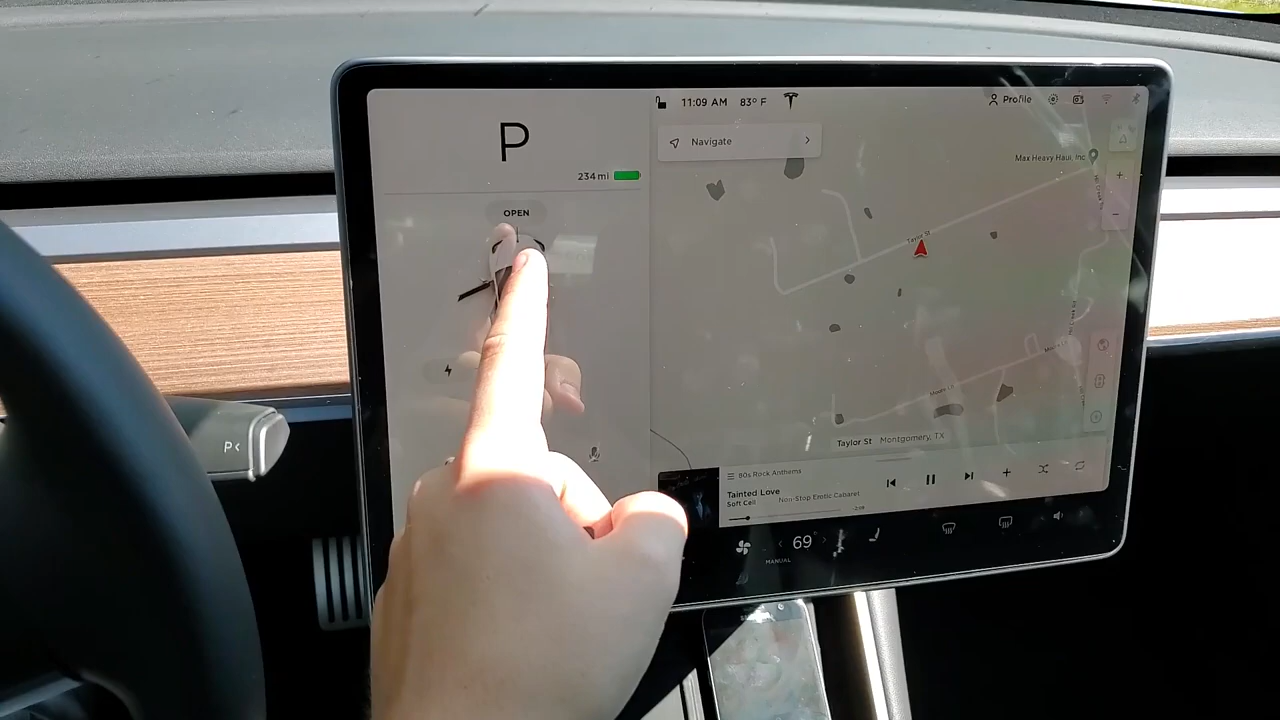 P
11:09 AM 83° F
Profile
Navigate
Max Heavy Haul, Inc
234 mi
OPEN
Taylor St
Taylor St Montgomery, TX
80s Rock Anthems
Tainted Love
Soft Cell Non-Stop Erotic Cabaret
69
MANUAL
P<